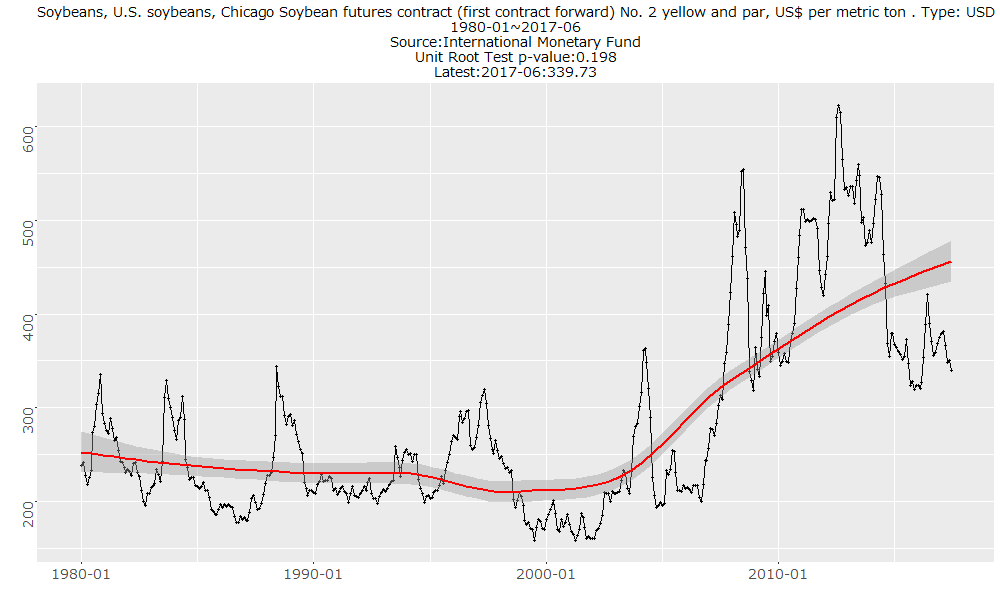 Soybeans, U.S. soybeans, Chicago Soybean futures contract (first contract forward) No. 2 yellow and par, US$ per metric ton . Type: USD
1980-01~2017-06
Source:International Monetary Fund
Unit Root Test p-value:0.198
Latest:2017-06:339.73
600
500
400
300
200
1980-01
1990-01
2000-01
2010-01